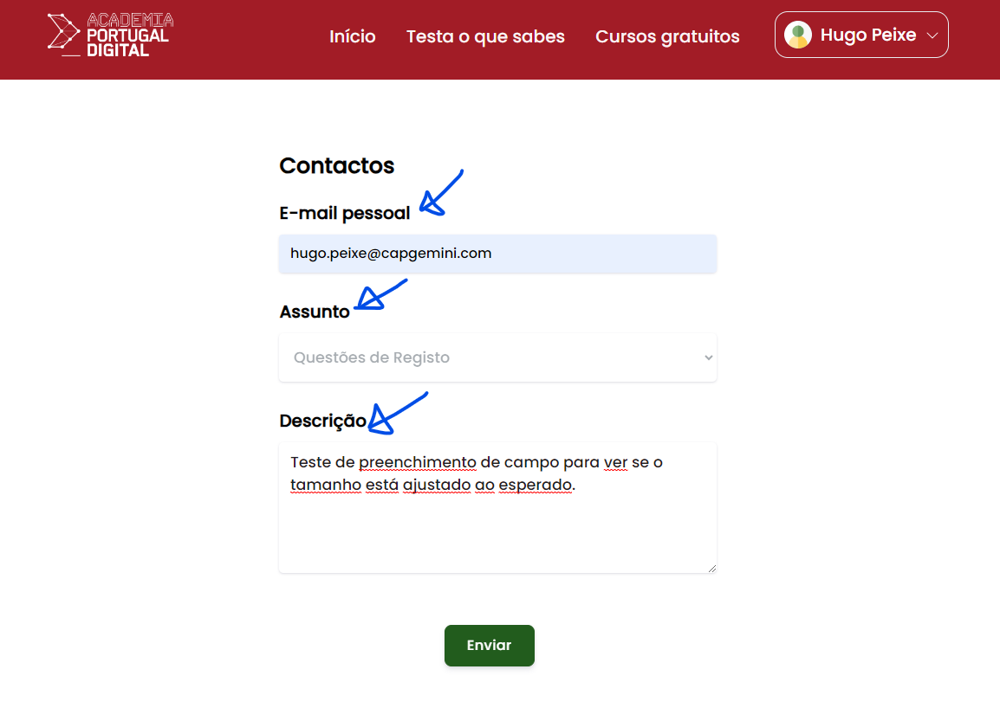 ACADEMIA
PORTUGAL
DIGITAL
Início
Testa o que sabes
Cursos gratuitos
Hugo Peixe
Contactos
E-mail pessoal
hugo.peixe@capgemini.com
Assunto
Questões de Registo
Descrição
Teste de preenchimento de campo para ver se o
tamanho está ajustado ao esperado.
Enviar